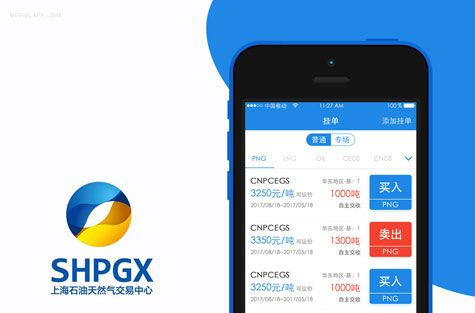 MOBIEL APP - 2018
中国移动
11:27 AM
100%
挂单
添加挂单
普通
专场
PNG
LNG
OIL
CEGS
CNGS
CNPCEGS
华东地区-基:1
3250元/吨 可议价
1000吨
2017/08/18--2017/05/18
自主交收
买入
PNG
CNPCEGS
华东地区-基:1
3350元/吨 可议价
1300吨
2017/08/18--2017/05/18
自主交收
卖出
PNG
CNPCEGS
华东地区-基:1
3250元/吨 可议价
1000吨
2017/08/18--2017/05/18
自主交收
买入
PNG
SHPGX
上海石油天然气交易中心